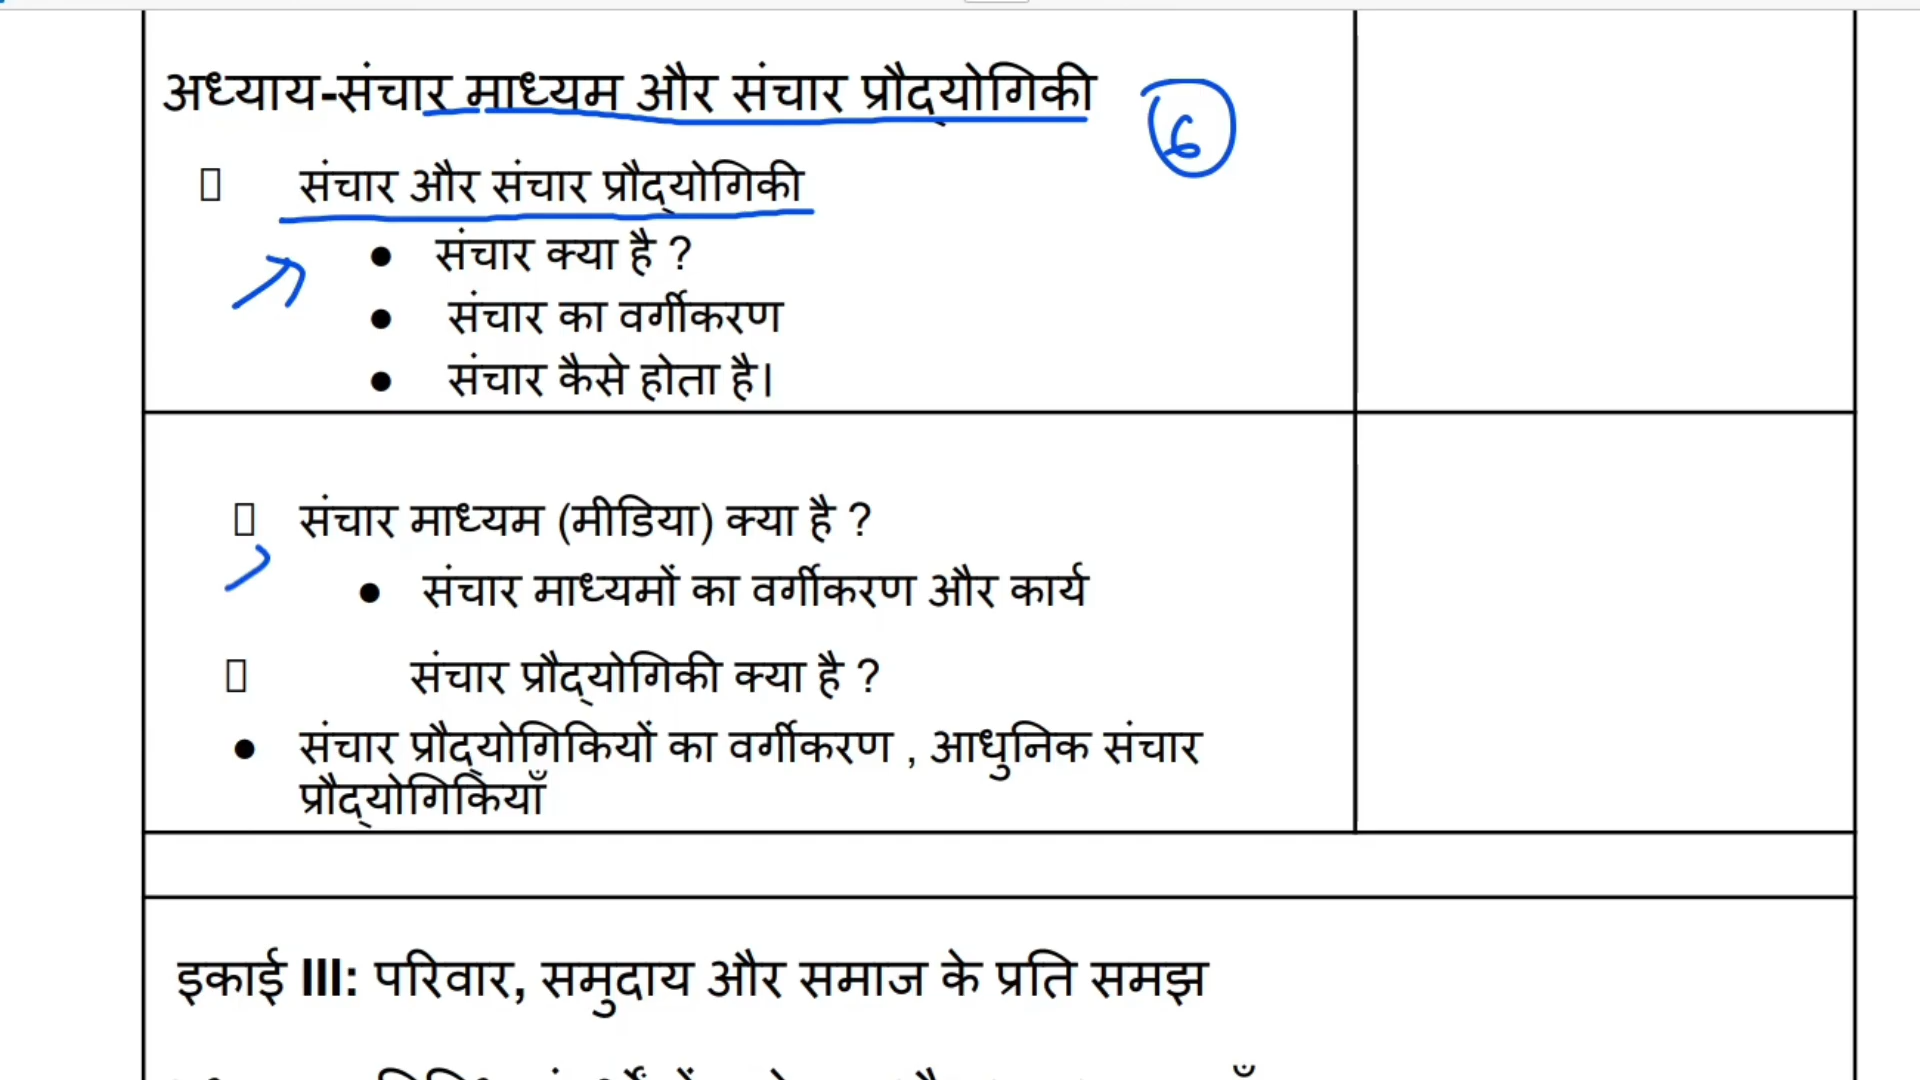 अध्याय-संचार माध्यम और संचार प्रौद्योगिकी
6
संचार और संचार प्रौद्योगिकी
● संचार क्या है ?
● संचार का वर्गीकरण
● संचार कैसे होता है।
संचार माध्यम (मीडिया) क्या है ?
● संचार माध्यमों का वर्गीकरण और कार्य
संचार प्रौद्योगिकी क्या है ?
● संचार प्रौद्योगिकियों का वर्गीकरण , आधुनिक संचार
प्रौद्योगिकियाँ
इकाई III: परिवार, समुदाय और समाज के प्रति समझ